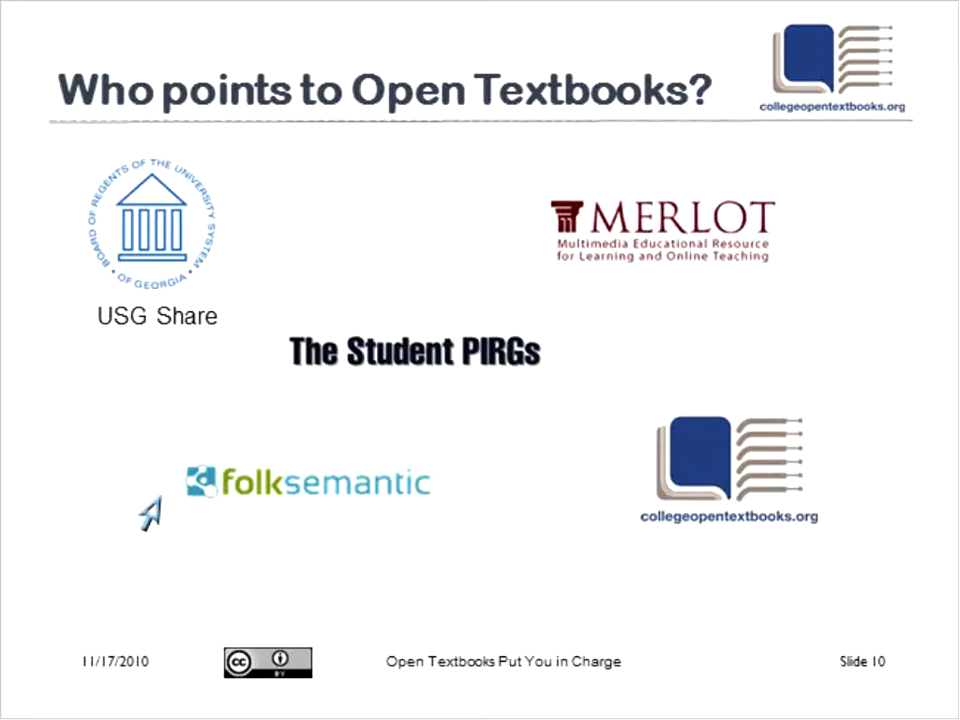 Who points to Open Textbooks?
collegeopentextbooks.org
BOARD OF REGENTS OF THE UNIVERSITY SYSTEM
• OF GEORGIA •
USG Share
MERLOT
Multimedia Educational Resource
for Learning and Online Teaching
The Student PIRGs
folksemantic
collegeopentextbooks.org
11/17/2010
cc
BY
Open Textbooks Put You in Charge
Slide 10